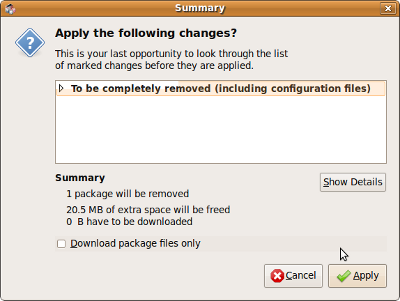 Summary
Apply the following changes?
This is your last opportunity to look through the list
of marked changes before they are applied.
To be completely removed (including configuration files)
Summary
Show Details
1 package will be removed
20.5 MB of extra space will be freed
0 B have to be downloaded
Download package files only
Cancel
Apply